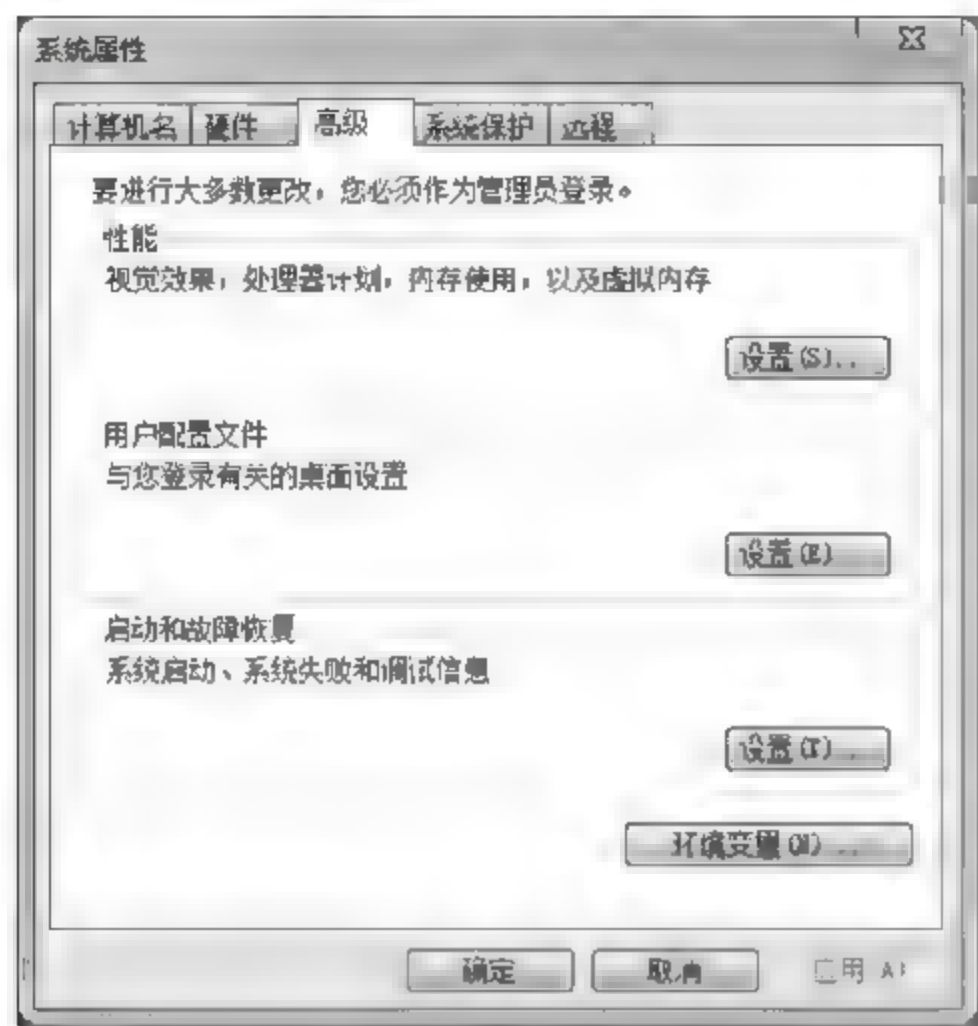 系统属性
计算机名 硬件 高级 系统保护 远程
要进行大多数更改，您必须作为管理员登录。
性能
视觉效果，处理器计划，内存使用，以及虚拟内存
设置(S)...
用户配置文件
与您登录有关的桌面设置
设置(E)...
启动和故障恢复
系统启动、系统失败和调试信息
设置(T)...
环境变量(N)...
确定 取消 应用(A)